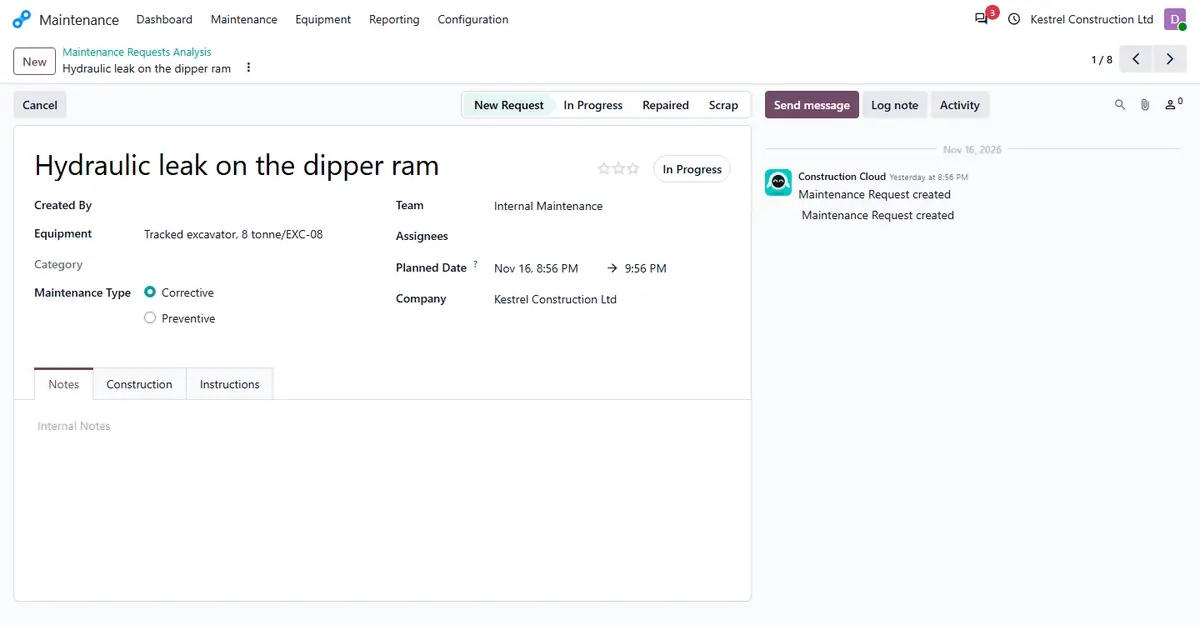 Maintenance Dashboard Maintenance Equipment Reporting Configuration 3 Kestrel Construction Ltd D
New Maintenance Requests Analysis
Hydraulic leak on the dipper ram
1 / 8
Cancel New Request In Progress Repaired Scrap Send message Log note Activity 0
Hydraulic leak on the dipper ram In Progress
Created By
Equipment Tracked excavator, 8 tonne/EXC-08
Category
Maintenance Type Corrective
Preventive
Team Internal Maintenance
Assignees
Planned Date ? Nov 16, 8:56 PM → 9:56 PM
Company Kestrel Construction Ltd
Notes Construction Instructions
Internal Notes
Nov 16, 2026
Construction Cloud Yesterday at 8:56 PM
Maintenance Request created
Maintenance Request created